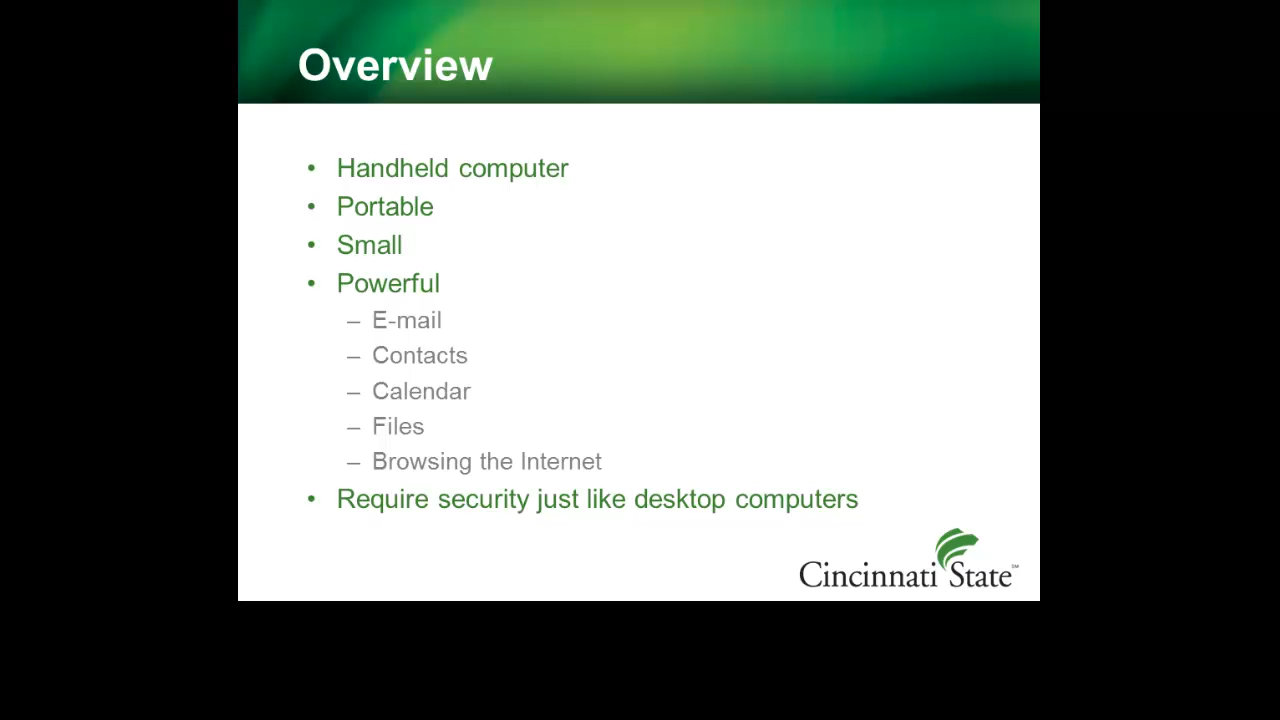 Overview
• Handheld computer
• Portable
• Small
• Powerful
– E-mail
– Contacts
– Calendar
– Files
– Browsing the Internet
• Require security just like desktop computers
Cincinnati State℠